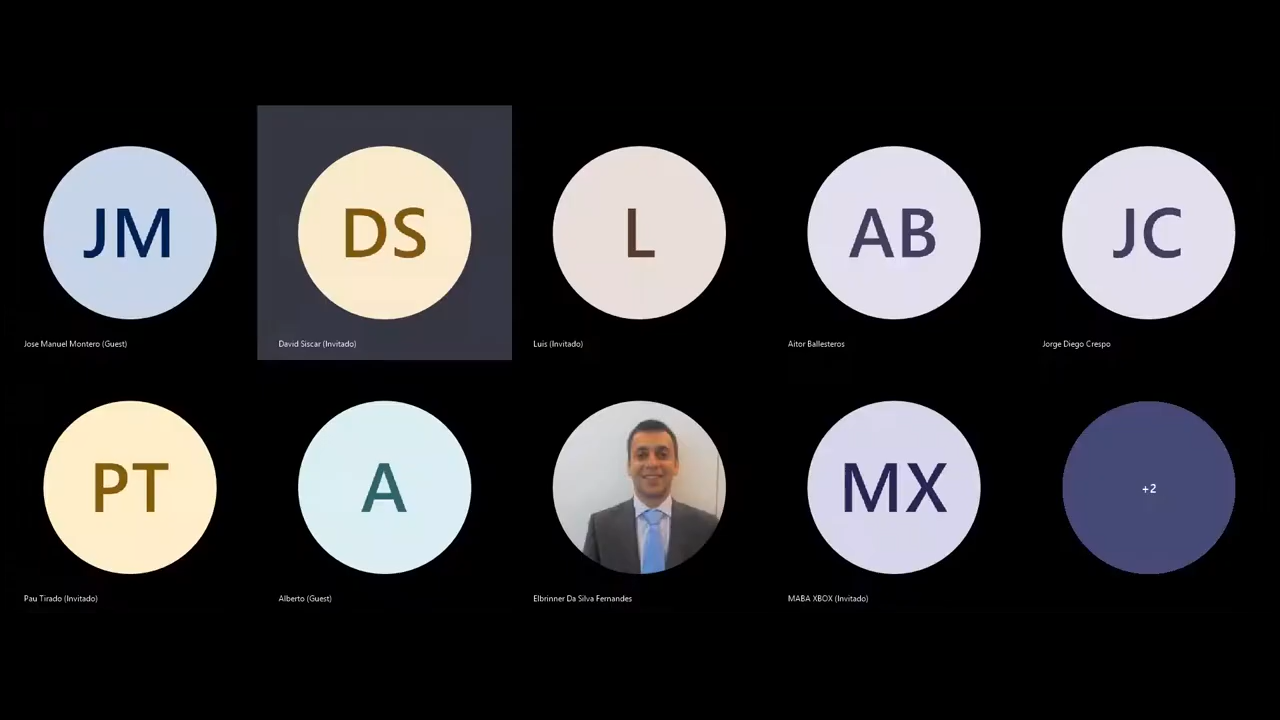 JM
DS
L
AB
JC
Jose Manuel Montero (Guest)
David Siscar (Invitado)
Luis (Invitado)
Aitor Ballesteros
Jorge Diego Crespo
PT
A
MX
+2
Pau Tirado (Invitado)
Alberto (Guest)
Elbrinner Da Silva Fernandes
MABA XBOX (Invitado)